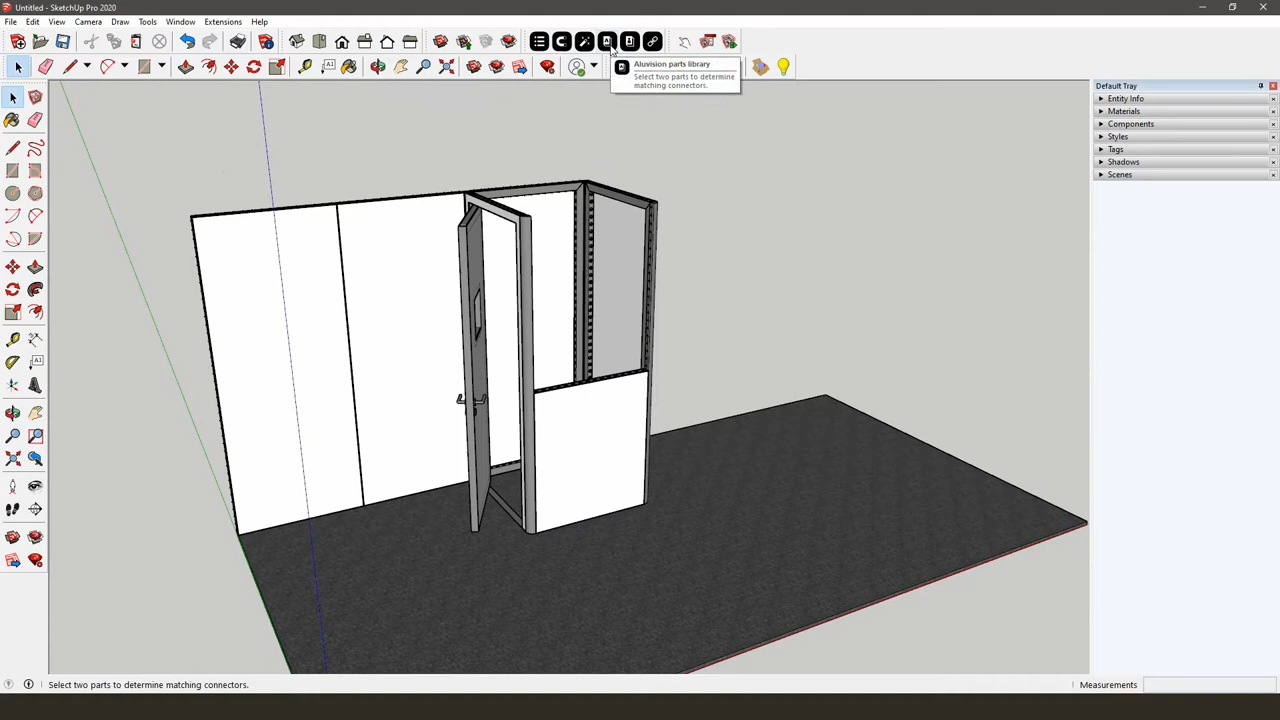 Untitled - SketchUp Pro 2020
File Edit View Camera Draw Tools Window Extensions Help
Aluvision parts library
Select two parts to determine
matching connectors.
Default Tray
Entity Info
Materials
Components
Styles
Tags
Shadows
Scenes
Select two parts to determine matching connectors.
Measurements